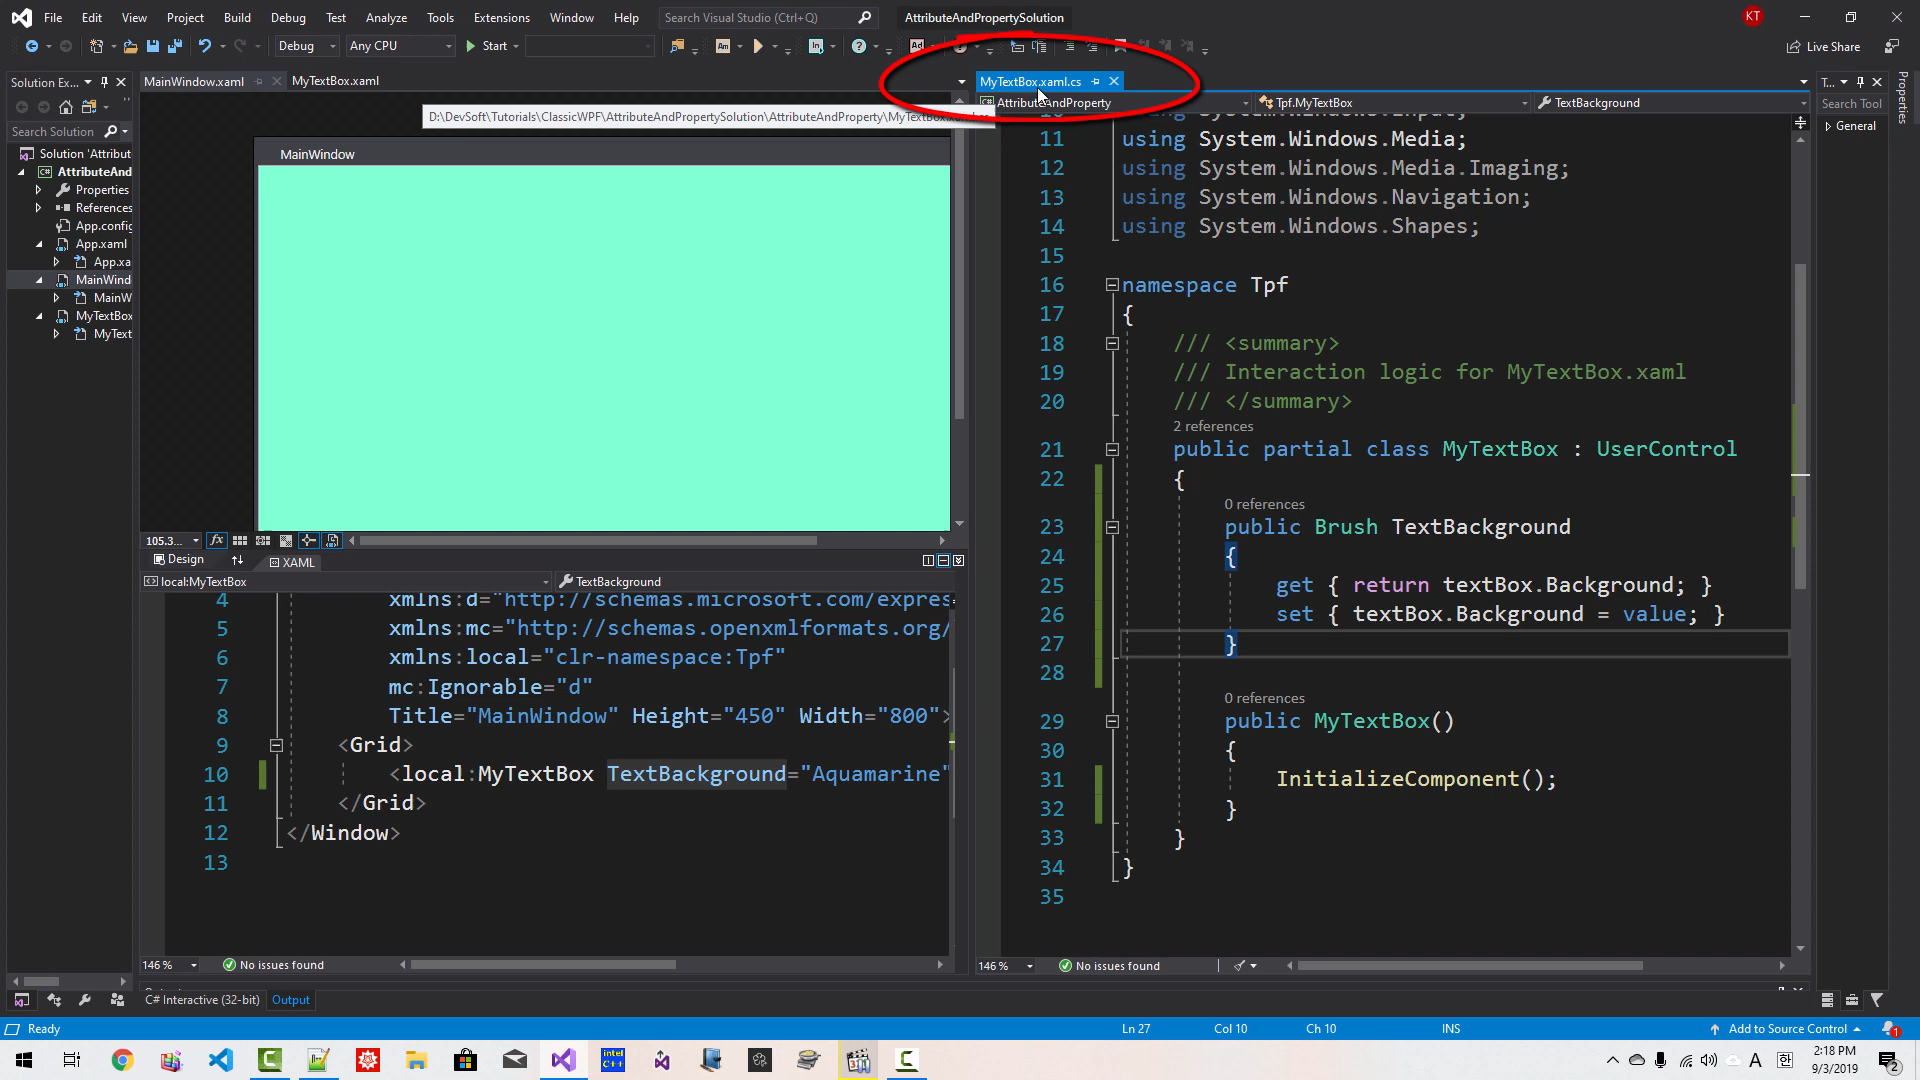 File Edit View Project Build Debug Test Analyze Tools Extensions Window Help Search Visual Studio (Ctrl+Q) AttributeAndPropertySolution KT
Debug Any CPU Start Live Share
Solution Ex... MainWindow.xaml MyTextBox.xaml MyTextBox.xaml.cs T...
AttributeAndProperty Tpf.MyTextBox TextBackground Search Tool
D:\DevSoft\Tutorials\ClassicWPF\AttributeAndPropertySolution\AttributeAndProperty\MyTextBox.xaml.cs
Properties
General
Search Solution
Solution 'Attribut
AttributeAnd
Properties
References
App.config
App.xaml
App.xa
MainWind
MainW
MyTextBox
MyText
MainWindow
105.3...
Design XAML
local:MyTextBox TextBackground
4 xmlns:d="http://schemas.microsoft.com/expres
5 xmlns:mc="http://schemas.openxmlformats.org/
6 xmlns:local="clr-namespace:Tpf"
7 mc:Ignorable="d"
8 Title="MainWindow" Height="450" Width="800">
9 <Grid>
10 <local:MyTextBox TextBackground="Aquamarine"
11 </Grid>
12 </Window>
13
146 % No issues found
10 using System.Windows.Input;
11 using System.Windows.Media;
12 using System.Windows.Media.Imaging;
13 using System.Windows.Navigation;
14 using System.Windows.Shapes;
15
16 namespace Tpf
17 {
18 /// <summary>
19 /// Interaction logic for MyTextBox.xaml
20 /// </summary>
2 references
21 public partial class MyTextBox : UserControl
22 {
0 references
23 public Brush TextBackground
24 {
25 get { return textBox.Background; }
26 set { textBox.Background = value; }
27 }
28
0 references
29 public MyTextBox()
30 {
31 InitializeComponent();
32 }
33 }
34 }
35
146 % No issues found
C# Interactive (32-bit) Output
Ready Ln 27 Col 10 Ch 10 INS Add to Source Control 1
A 한 2:18 PM
9/3/2019 2